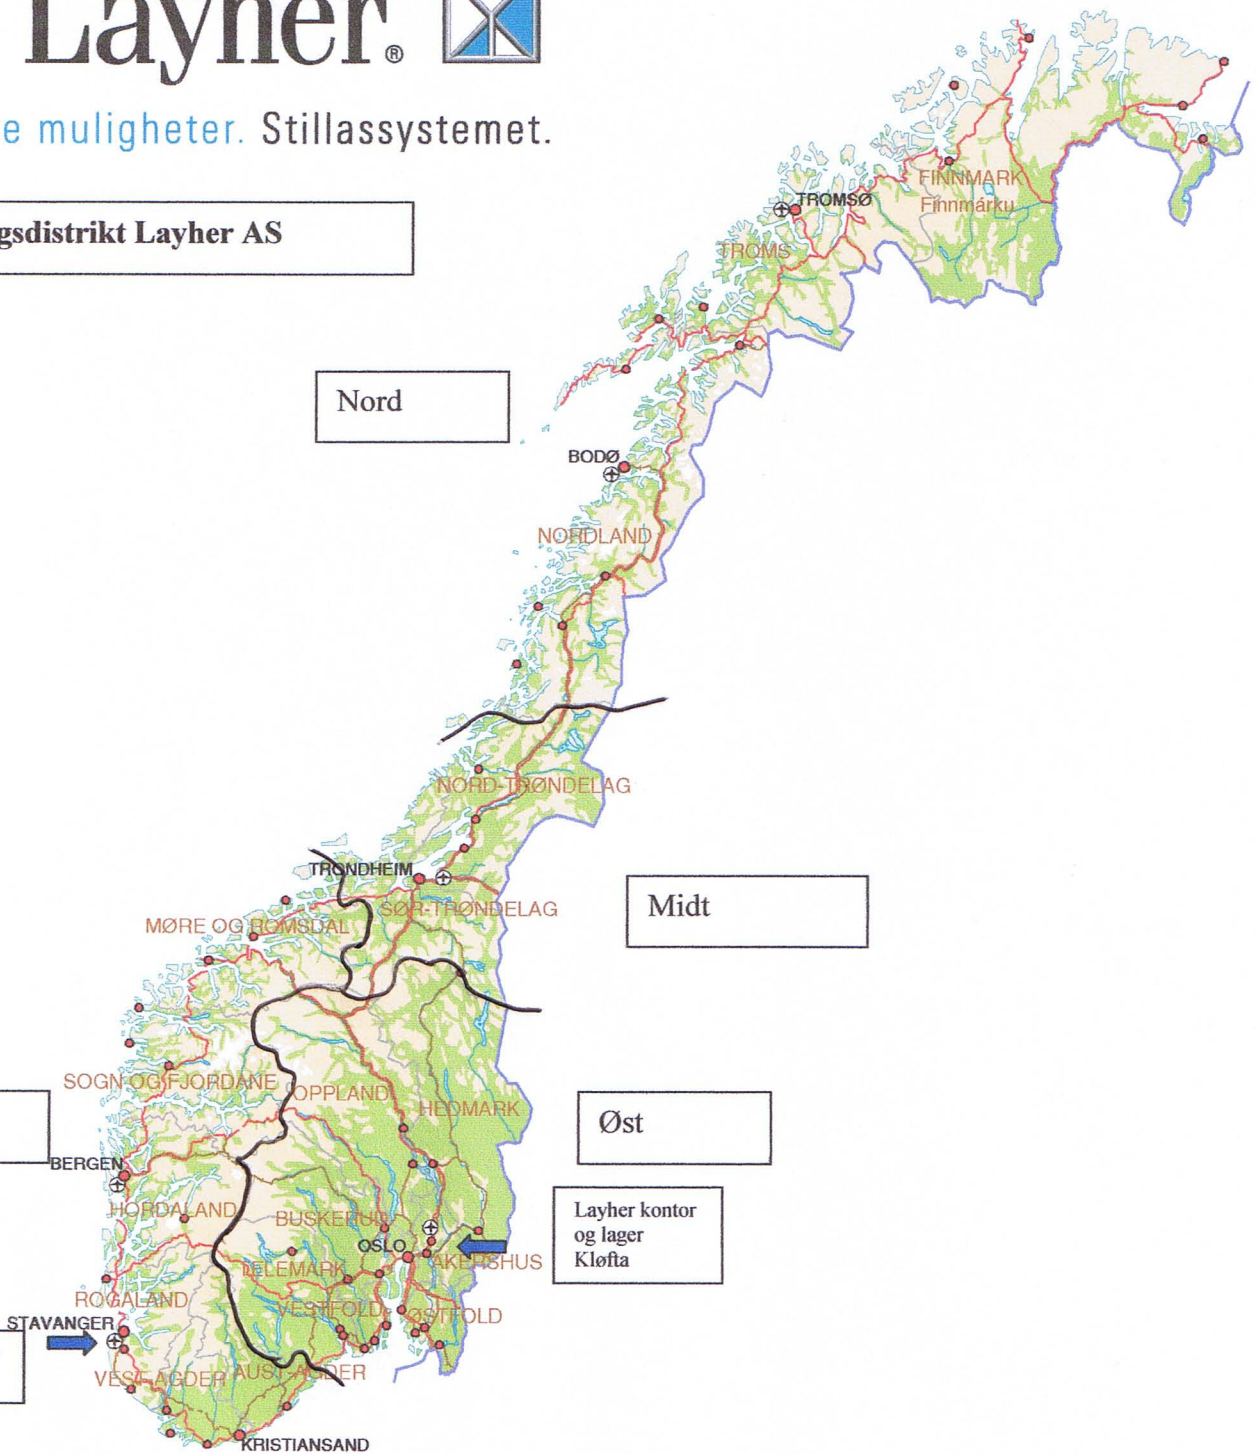 Layher®
e muligheter. Stillassystemet.
gsdistrikt Layher AS
FINNMARK
Finnmárku
TROMSØ
TROMS
Nord
BODØ
NORDLAND
NORD-TRØNDELAG
TRONDHEIM
SØR-TRØNDELAG
Midt
MØRE OG ROMSDAL
SOGN OG FJORDANE
OPPLAND
HEDMARK
Øst
BERGEN
HORDALAND
BUSKERUD
Layher kontor
og lager
Kløfta
OSLO
AKERSHUS
TELEMARK
ROGALAND
VESTFOLD
ØSTFOLD
STAVANGER
VEST-AGDER
AUST-AGDER
KRISTIANSAND